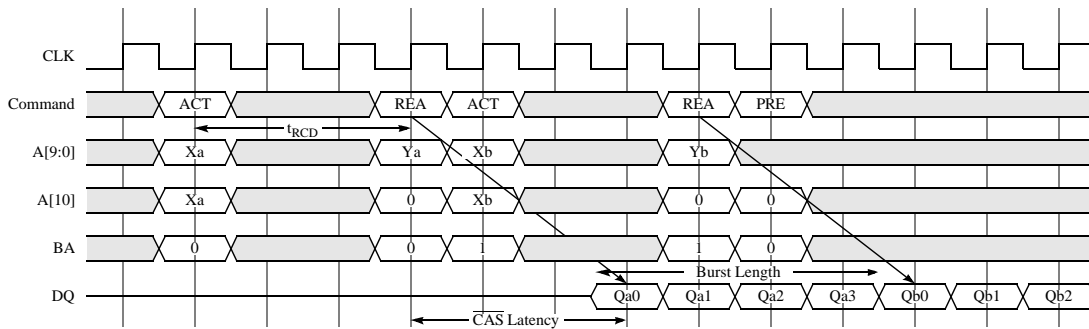 CLK
Command ACT REA ACT REA PRE
tRCD
A[9:0] Xa Ya Xb Yb
A[10] Xa 0 Xb 0 0
BA 0 0 1 1 0
Burst Length
DQ Qa0 Qa1 Qa2 Qa3 Qb0 Qb1 Qb2
CAS Latency